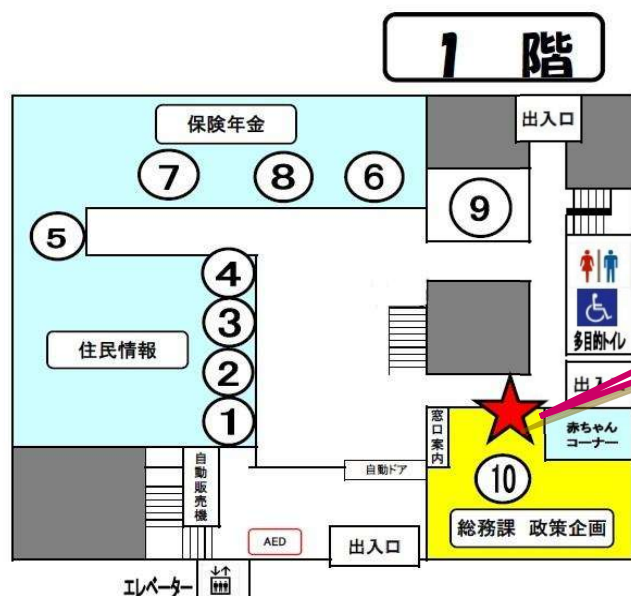 1 階
出入口
保険年金
7
8
6
9
5
4
3
2
1
住民情報
多目的トイレ
出入口
赤ちゃん
コーナー
窓口案内
10
総務課 政策企画
自動販売機
自動ドア
AED
出入口
エレベーター